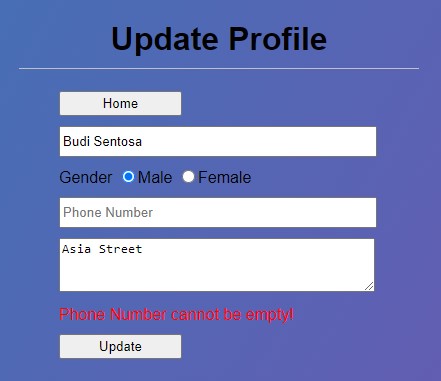 Update Profile
Home
Budi Sentosa
Gender Male Female
Phone Number
Asia Street
Phone Number cannot be empty!
Update